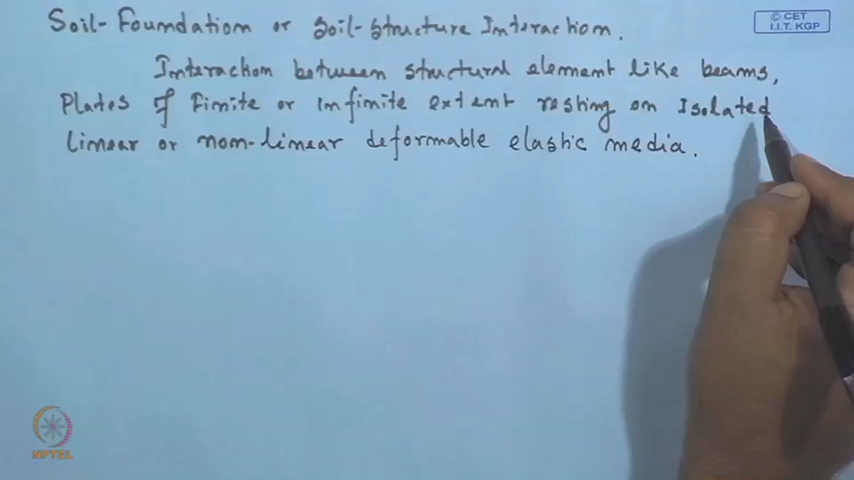 Soil-Foundation or Soil-Structure Interaction.
© CET
I.I.T. KGP
Interaction between structural element like beams,
Plates of Finite or Infinite extent resting on Isolated
linear or non-linear deformable elastic media.
NPTEL